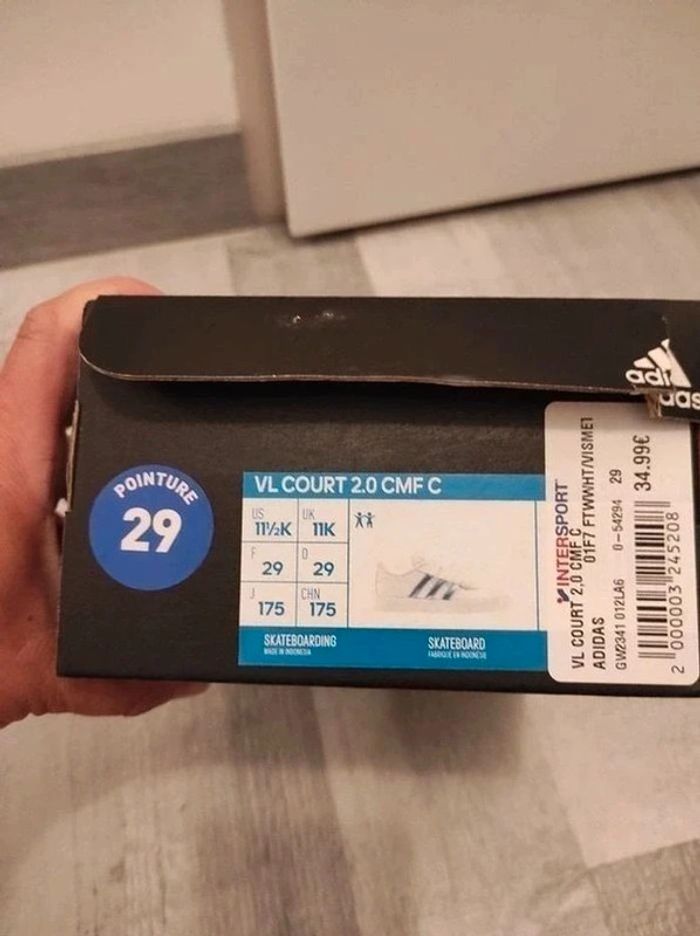 adidas
POINTURE
29
VL COURT 2.0 CMF C
US
11½K
UK
11K
F
29
D
29
J
175
CHN
175
SKATEBOARDING
MADE IN INDONESIA
SKATEBOARD
FABRIQUE EN INDONESIE
INTERSPORT
VL COURT 2,0 CMF C
01F7 FTWWHT/VISMET
ADIDAS
GW2341 012LA6 0-54294 29
34.99€
2 000003 245208